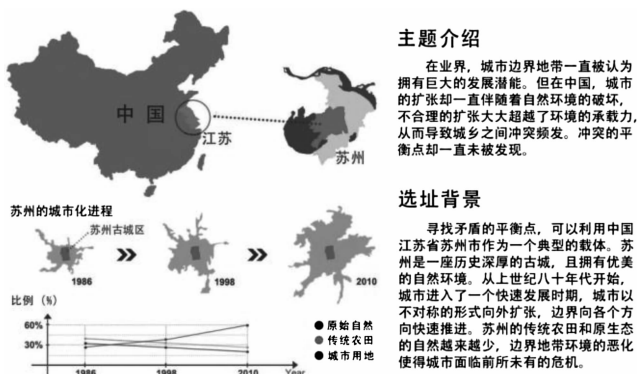 中国
江苏
苏州
苏州的城市化进程
苏州古城区
1986
1998
2010
比例 (%)
60%
30%
1986
1998
2010
Year
原始自然
传统农田
城市用地
主题介绍
在业界，城市边界地带一直被认为
拥有巨大的发展潜能。但在中国，城市
的扩张却一直伴随着自然环境的破坏，
不合理的扩张大大超越了环境的承载力，
从而导致城乡之间冲突频发。冲突的平
衡点却一直未被发现。
选址背景
寻找矛盾的平衡点，可以利用中国
江苏省苏州市作为一个典型的载体。苏
州是一座历史深厚的古城，且拥有优美
的自然环境。从上世纪八十年代开始，
城市进入了一个快速发展时期，城市以
不对称的形式向外扩张，边界向各个方
向快速推进。苏州的传统农田和原生态
的自然越来越少，边界地带环境的恶化
使得城市面临前所未有的危机。